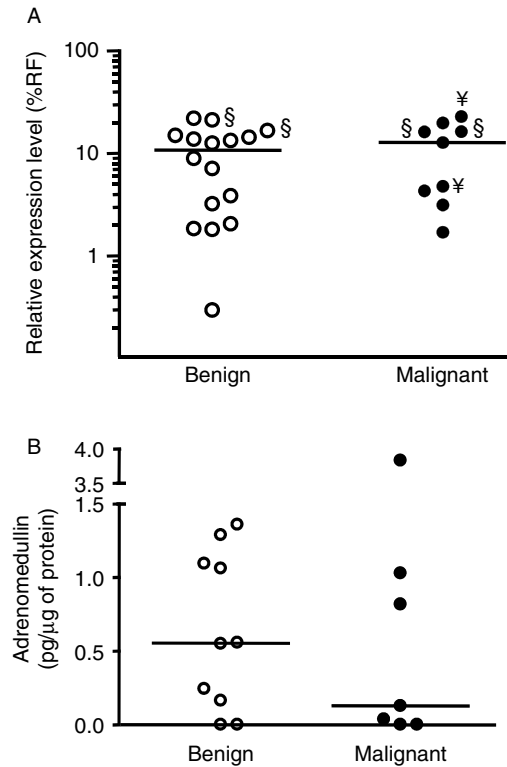 A
Relative expression level (%RF)
100
10
1
§
§
¥
§
§
¥
Benign
Malignant
B
Adrenomedullin
(pg/μg of protein)
4.0
3.5
1.5
1.0
0.5
0.0
Benign
Malignant